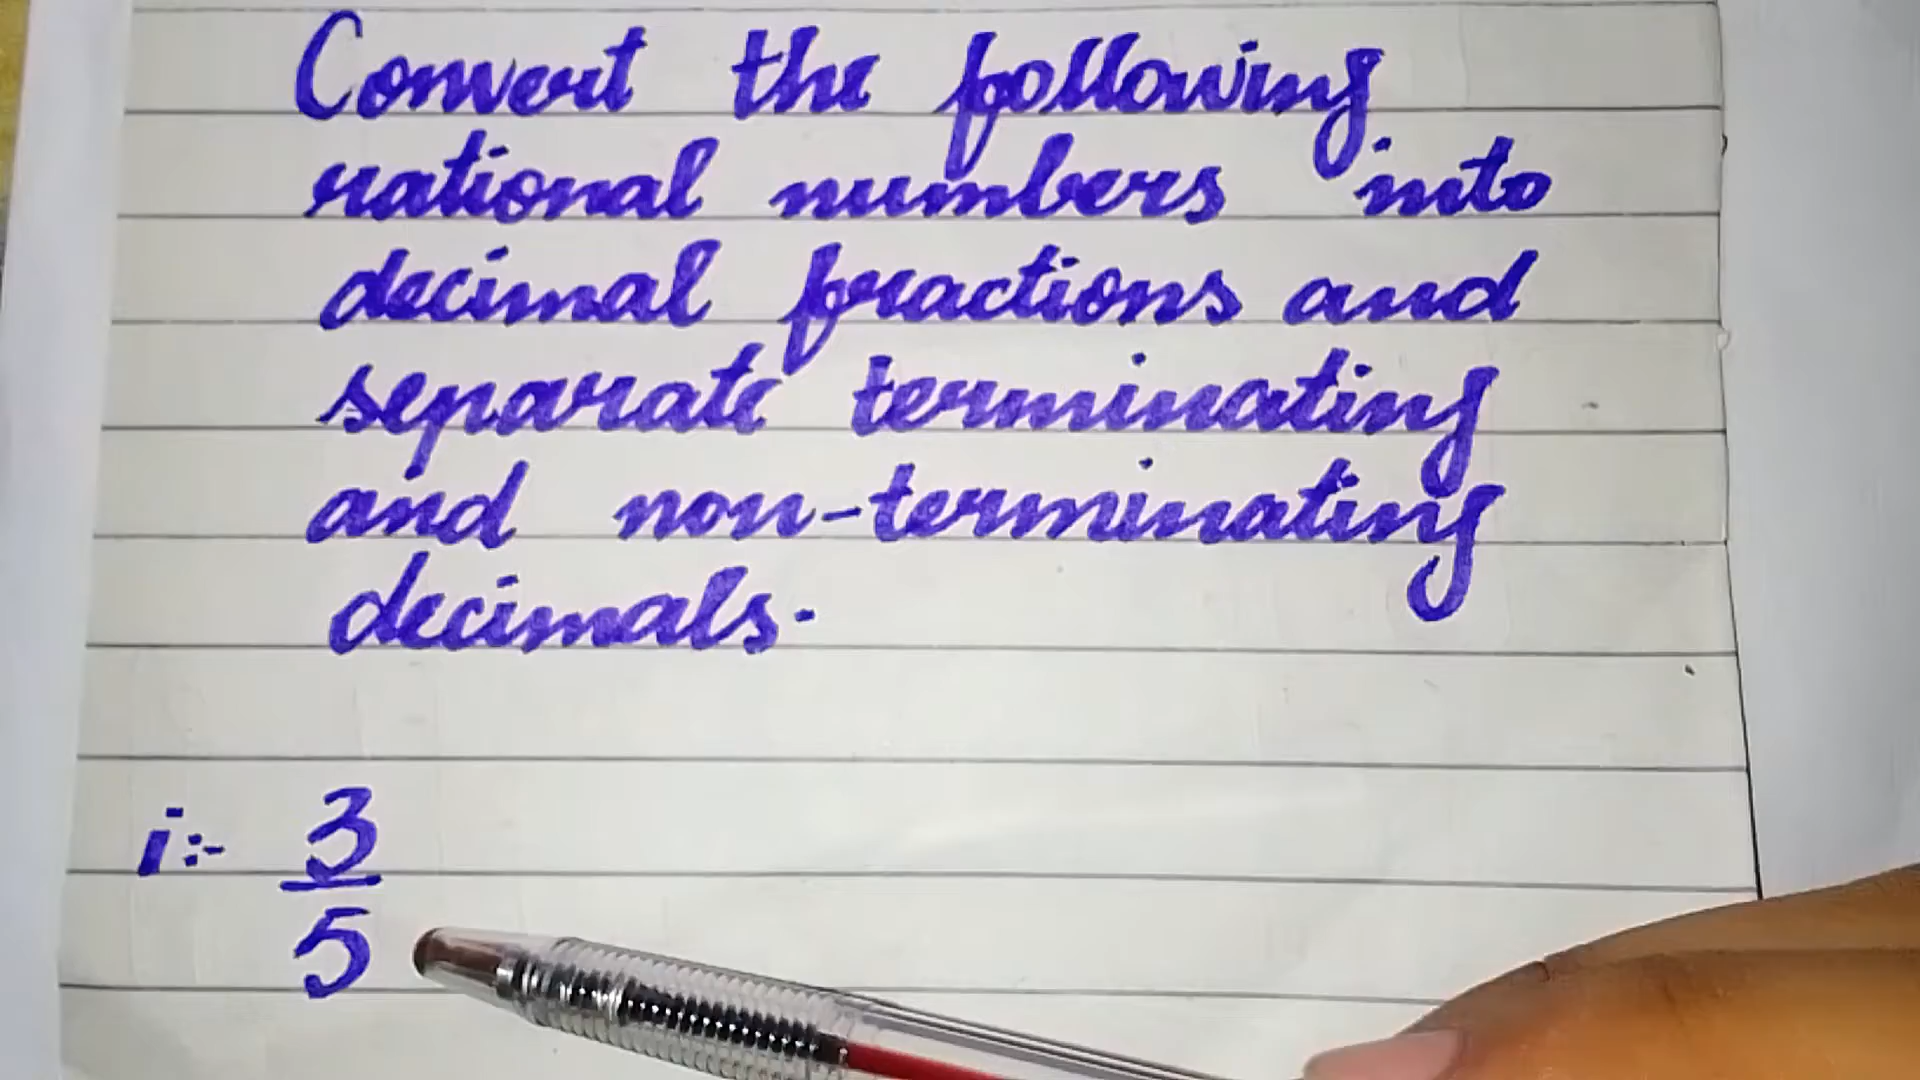 Convert the following
rational numbers into
decimal fractions and
separate terminating
and non-terminating
decimals.
i:- 3/5